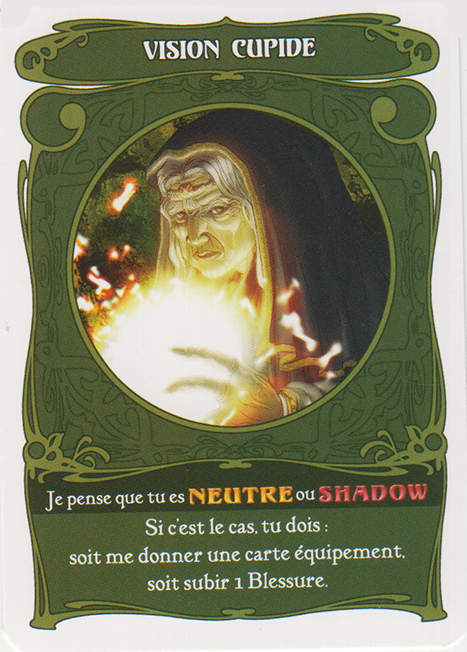 VISION CUPIDE
Je pense que tu es NEUTRE ou SHADOW
Si c'est le cas, tu dois :
soit me donner une carte équipement,
soit subir 1 Blessure.